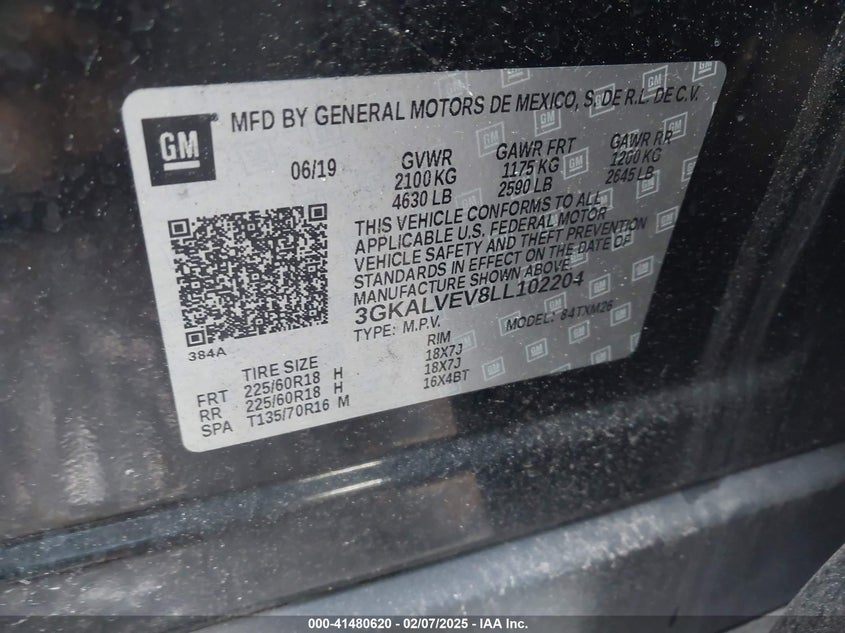 GM
MFD BY GENERAL MOTORS DE MEXICO, S. DE R.L. DE C.V.
06/19
GVWR GAWR FRT GAWR RR
2100 KG 1175 KG 1200 KG
4630 LB 2590 LB 2645 LB
THIS VEHICLE CONFORMS TO ALL
APPLICABLE U.S. FEDERAL MOTOR
VEHICLE SAFETY AND THEFT PREVENTION
STANDARDS IN EFFECT ON THE DATE OF
MANUFACTURE SHOWN ABOVE.
3GKALVEV8LL102204
TYPE: M.P.V. MODEL: 84TXM26
384A
TIRE SIZE RIM
FRT 225/60R18 H 18X7J
RR 225/60R18 H 18X7J
SPA T135/70R16 M 16X4BT
000-41480620 - 02/07/2025 - IAA Inc.